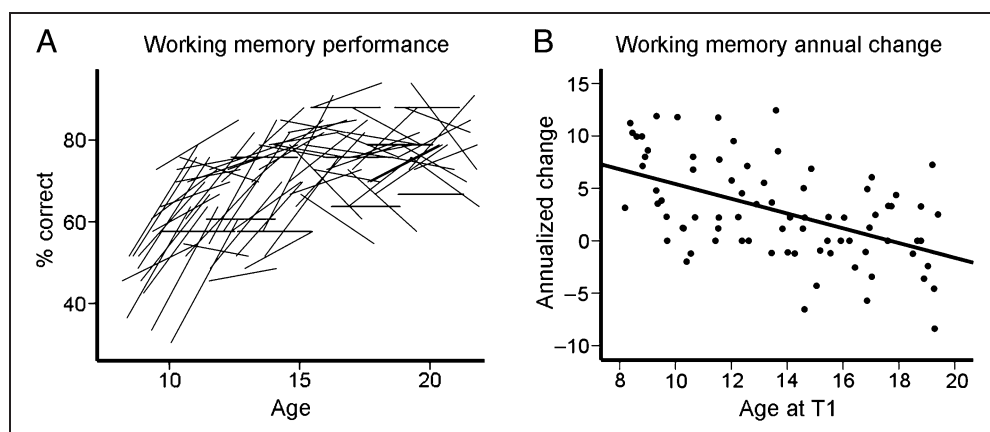 A
Working memory performance
% correct
80
60
40
10
15
20
Age
B
Working memory annual change
Annualized change
15
10
5
0
−5
−10
8
10
12
14
16
18
20
Age at T1